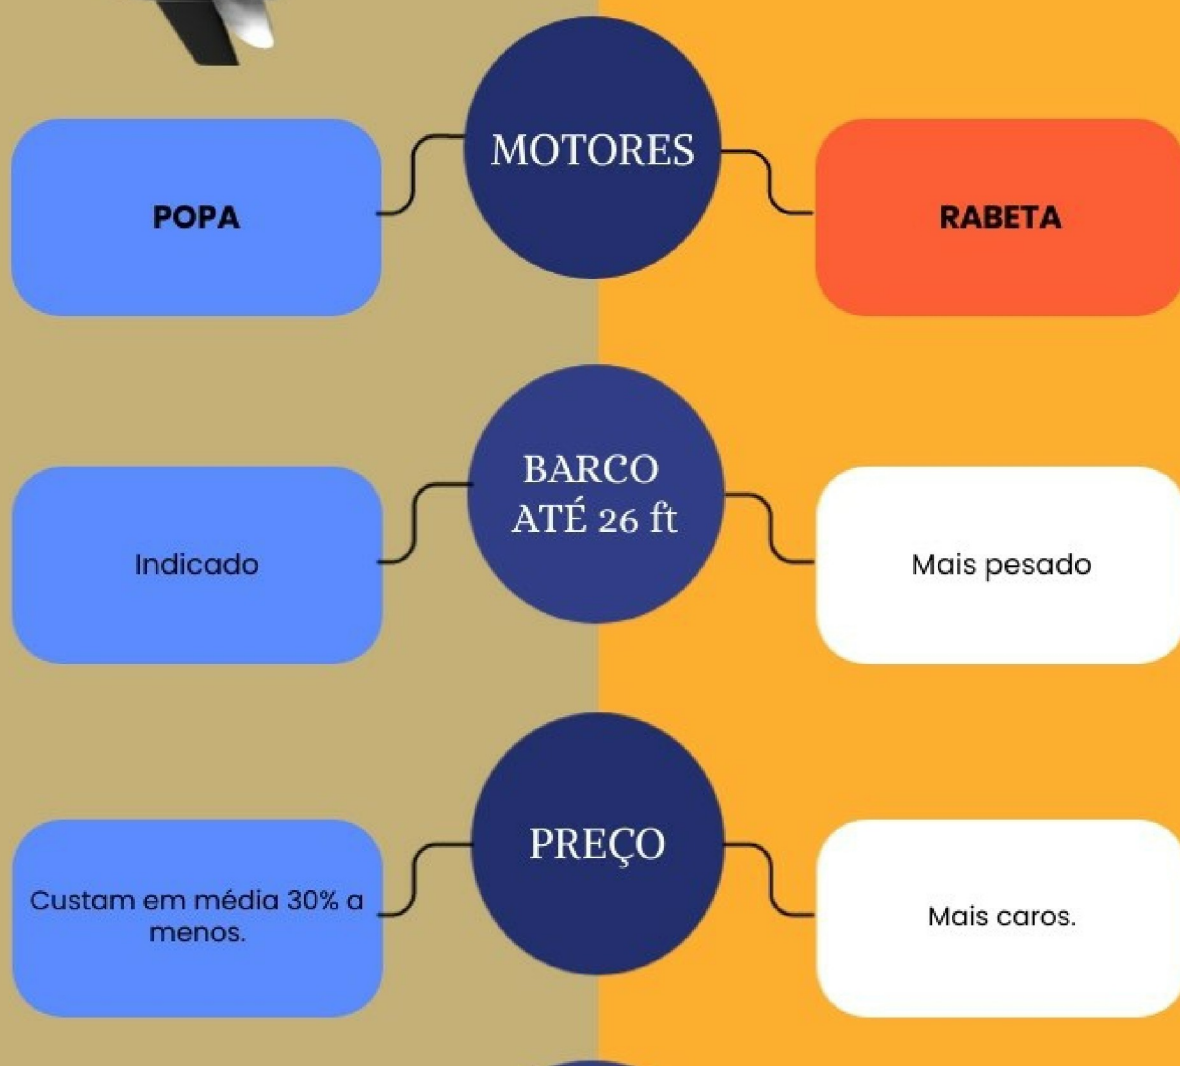 MOTORES
POPA
RABETA
BARCO
ATÉ 26 ft
Indicado
Mais pesado
PREÇO
Custam em média 30% a
menos.
Mais caros.